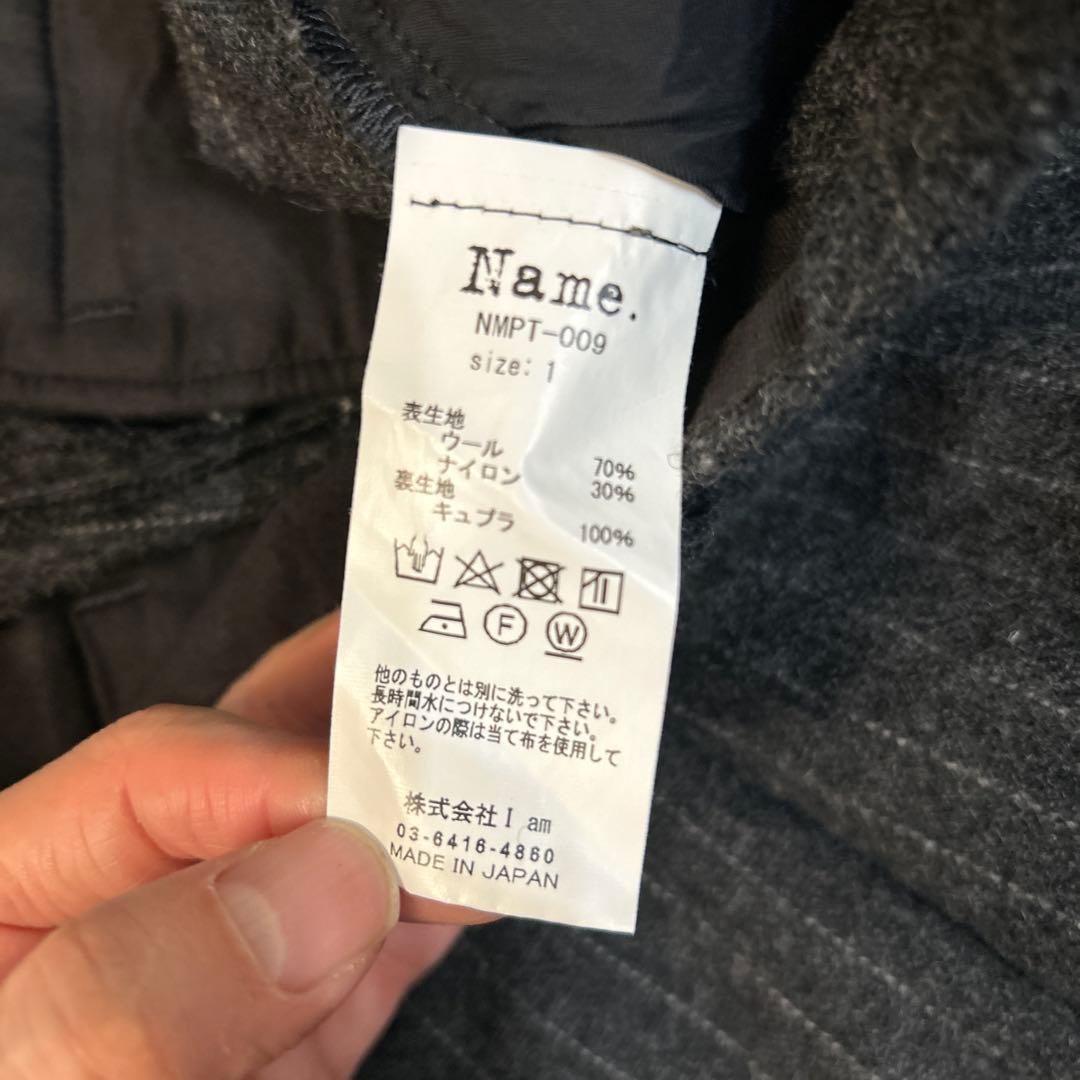 Name.
NMPT-009
size: 1
表生地
ウール 70%
ナイロン 30%
裏生地
キュプラ 100%
F W
他のものとは別に洗って下さい。
長時間水につけないで下さい。
アイロンの際は当て布を使用して
下さい。
株式会社I am
03-6416-4860
MADE IN JAPAN